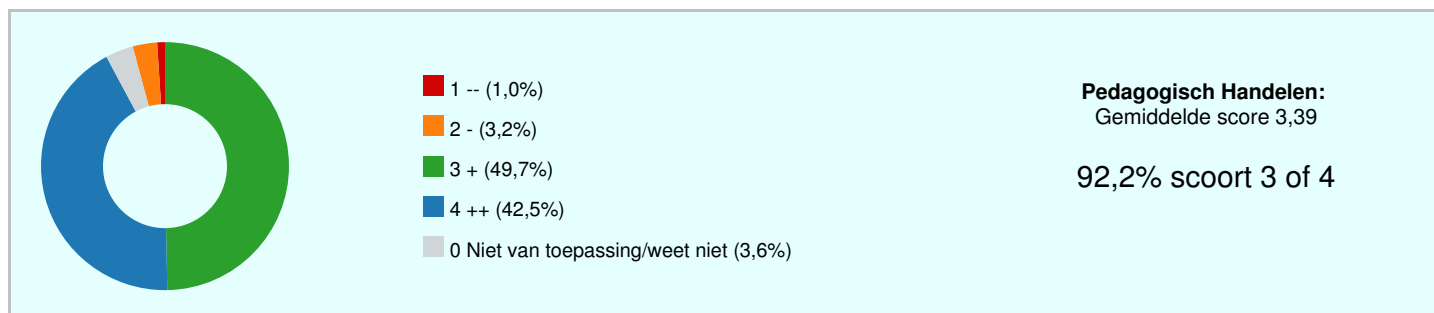 1 -- (1,0%)
2 - (3,2%)
3 + (49,7%)
4 ++ (42,5%)
0 Niet van toepassing/weet niet (3,6%)
Pedagogisch Handelen:
Gemiddelde score 3,39
92,2% scoort 3 of 4